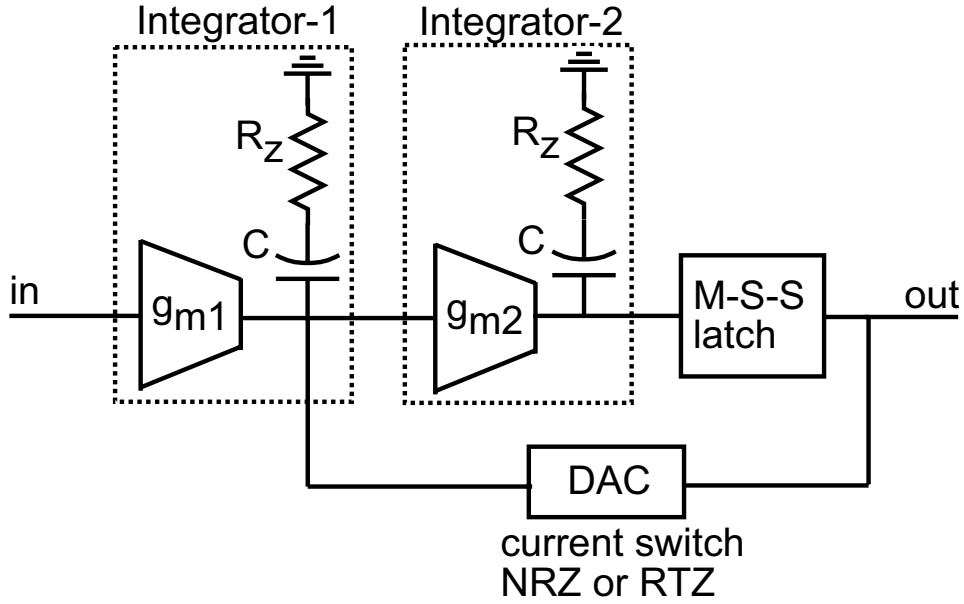 Integrator-1
Integrator-2
R_Z
R_Z
C
C
in
g_m1
g_m2
M-S-S
latch
out
DAC
current switch
NRZ or RTZ